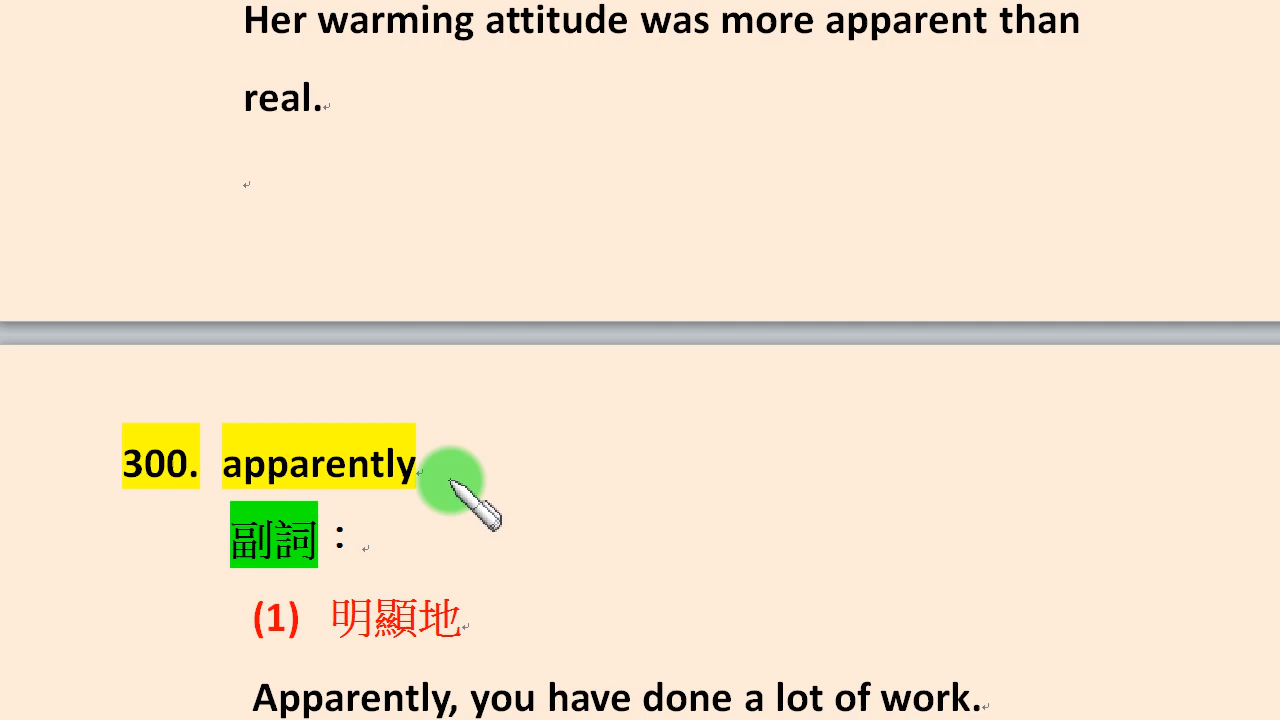 Her warming attitude was more apparent than
real.
300. apparently
副詞：
(1) 明顯地
Apparently, you have done a lot of work.